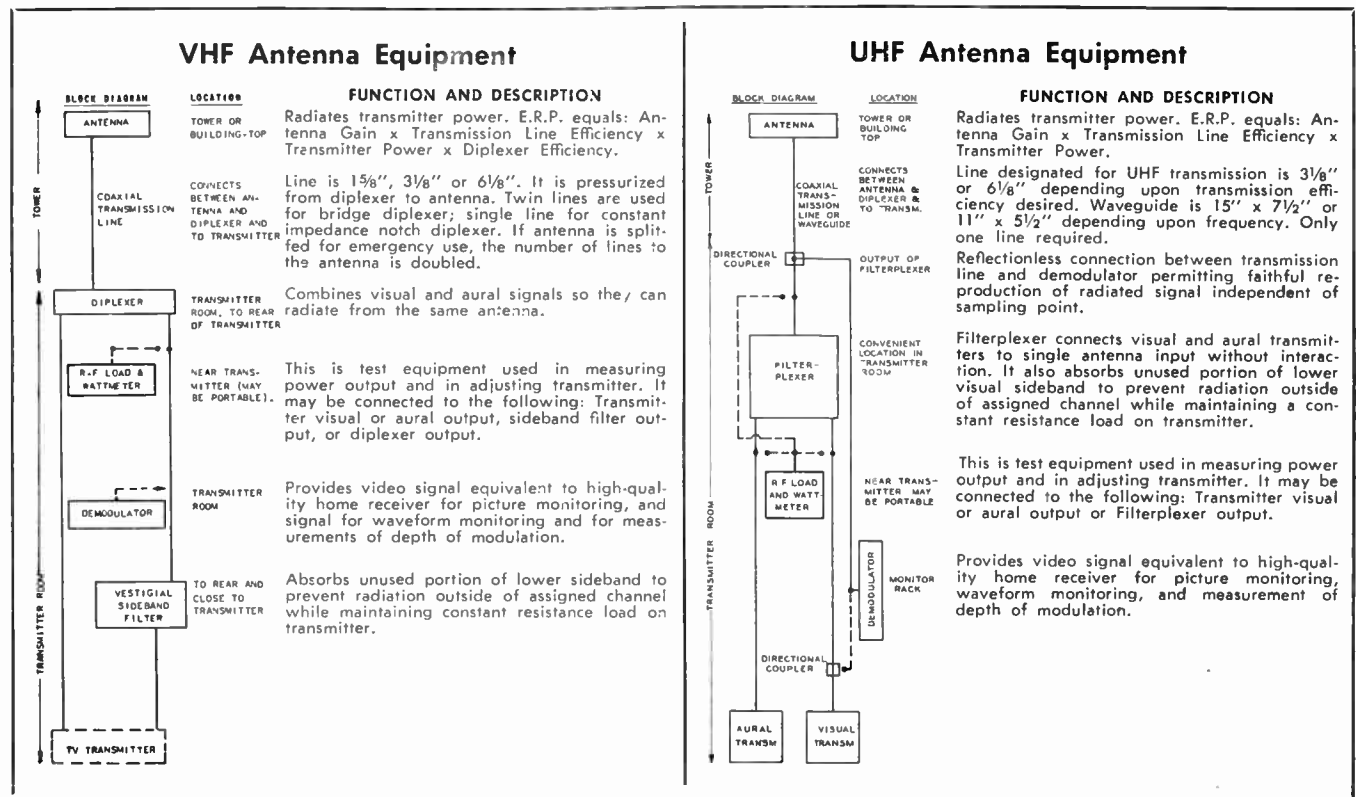 VHF Antenna Equipment
BLOCK DIAGRAM
LOCATION
FUNCTION AND DESCRIPTION
ANTENNA
TOWER OR
BUILDING-TOP
Radiates transmitter power. E.R.P. equals: An-
tenna Gain x Transmission Line Efficiency x
Transmitter Power x Diplexer Efficiency.
TOWER
COAXIAL
TRANSMISSION
LINE
CONNECTS
BETWEEN AN-
TENNA AND
DIPLEXER AND
TO TRANSMITTER
Line is 1⅝", 3⅛" or 6⅛". It is pressurized
from diplexer to antenna. Twin lines are used
for bridge diplexer; single line for constant
impedance notch diplexer. If antenna is split-
fed for emergency use, the number of lines to
the antenna is doubled.
DIPLEXER
TRANSMITTER
ROOM, TO REAR
OF TRANSMITTER
Combines visual and aural signals so they can
radiate from the same antenna.
R-F LOAD &
WATTMETER
NEAR TRANS-
MITTER (MAY
BE PORTABLE).
This is test equipment used in measuring
power output and in adjusting transmitter. It
may be connected to the following: Transmit-
ter visual or aural output, sideband filter out-
put, or diplexer output.
DEMODULATOR
TRANSMITTER
ROOM
Provides video signal equivalent to high-qual-
ity home receiver for picture monitoring, and
signal for waveform monitoring and for meas-
urements of depth of modulation.
TRANSMITTER ROOM
VESTIGIAL
SIDEBAND
FILTER
TO REAR AND
CLOSE TO
TRANSMITTER
Absorbs unused portion of lower sideband to
prevent radiation outside of assigned channel
while maintaining constant resistance load on
transmitter.
TV TRANSMITTER
UHF Antenna Equipment
BLOCK DIAGRAM
LOCATION
FUNCTION AND DESCRIPTION
ANTENNA
TOWER OR
BUILDING
TOP
Radiates transmitter power. E.R.P. equals: An-
tenna Gain x Transmission Line Efficiency x
Transmitter Power.
TOWER
COAXIAL
TRANS-
MISSION
LINE OR
WAVEGUIDE
CONNECTS
BETWEEN
ANTENNA &
DIPLEXER &
TO TRANSM.
Line designated for UHF transmission is 3⅛"
or 6⅛" depending upon transmission effi-
ciency desired. Waveguide is 15" x 7½" or
11" x 5½" depending upon frequency. Only
one line required.
DIRECTIONAL
COUPLER
OUTPUT OF
FILTERPLEXER
Reflectionless connection between transmission
line and demodulator permitting faithful re-
production of radiated signal independent of
sampling point.
FILTER-
PLEXER
CONVENIENT
LOCATION IN
TRANSMITTER
ROOM
Filterplexer connects visual and aural transmit-
ters to single antenna input without interac-
tion. It also absorbs unused portion of lower
visual sideband to prevent radiation outside
of assigned channel while maintaining a con-
stant resistance load on transmitter.
R F LOAD
AND WATT-
METER
NEAR TRANS-
MITTER MAY
BE PORTABLE
This is test equipment used in measuring power
output and in adjusting transmitter. It may be
connected to the following: Transmitter visual
or aural output or Filterplexer output.
TRANSMITTER ROOM
DEMODULATOR
MONITOR
RACK
Provides video signal equivalent to high-qual-
ity home receiver for picture monitoring,
waveform monitoring, and measurement of
depth of modulation.
DIRECTIONAL
COUPLER
AURAL
TRANSM
VISUAL
TRANSM